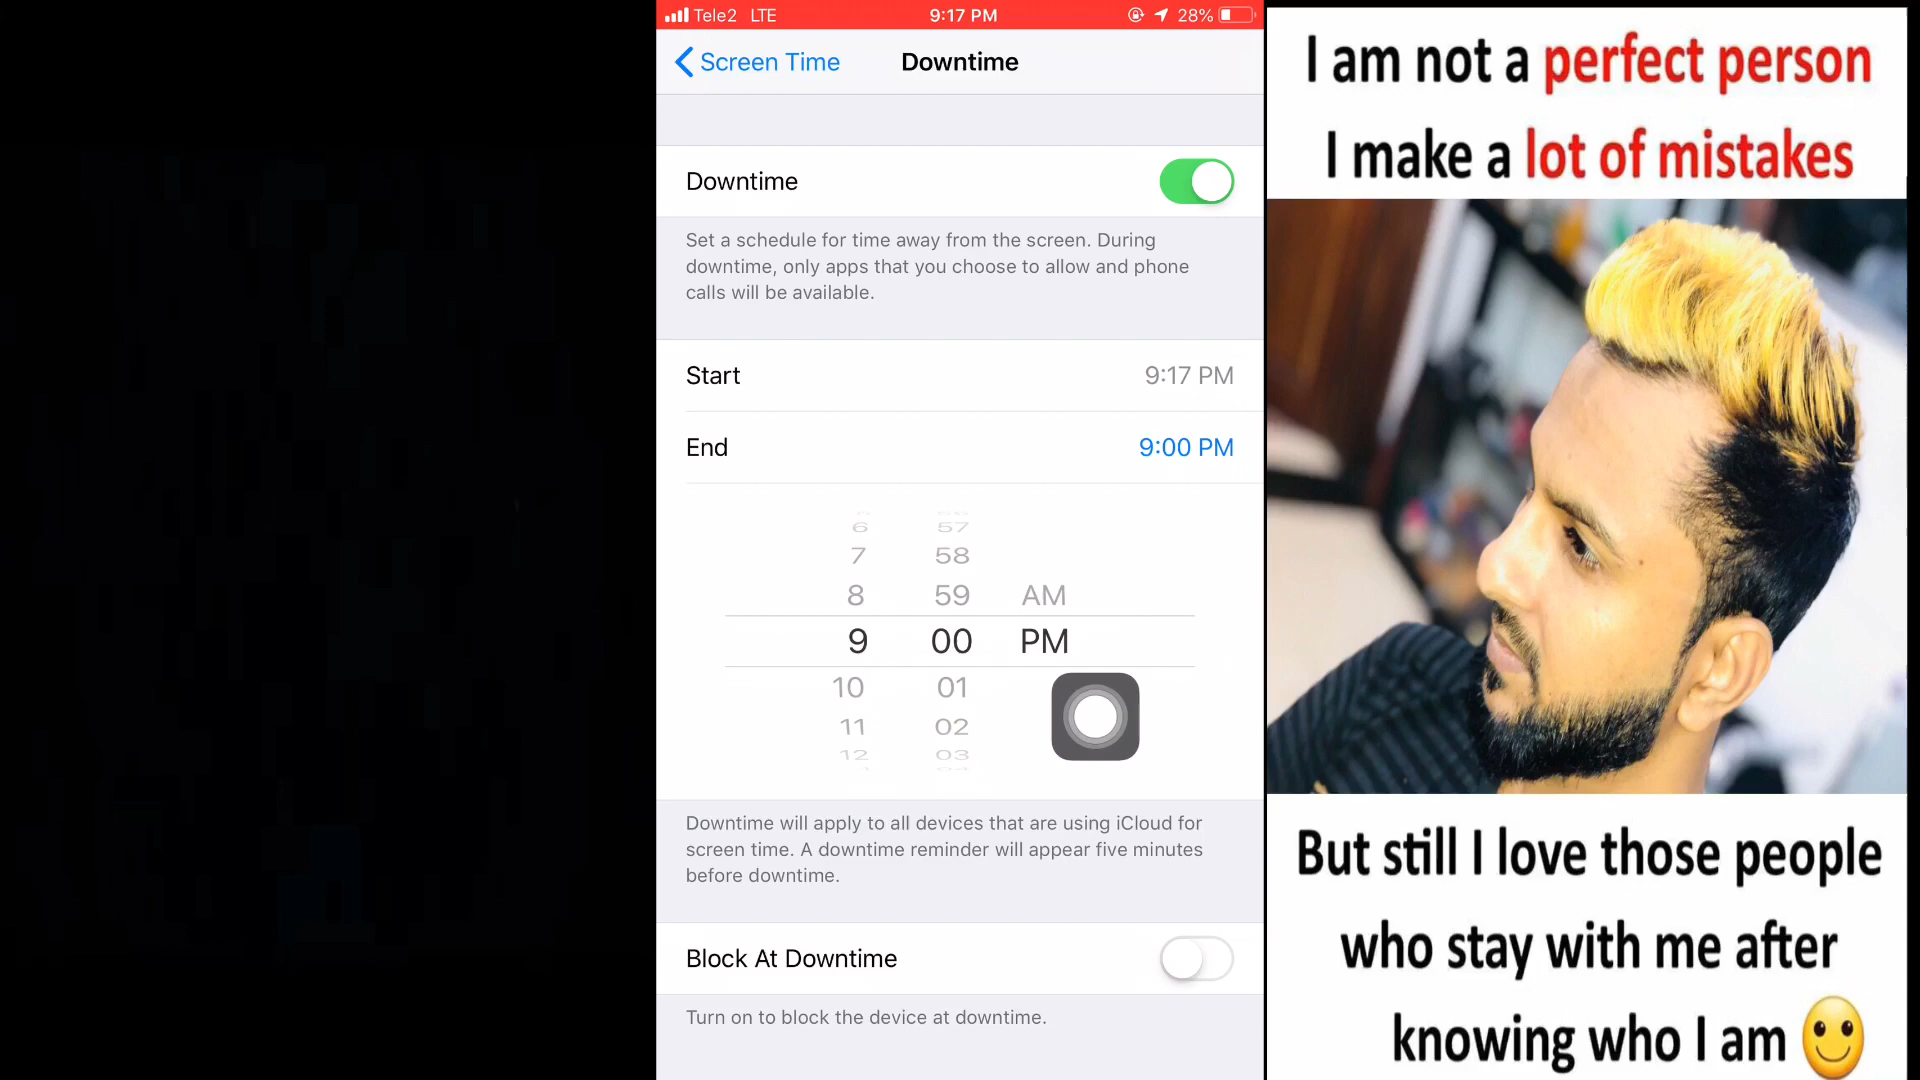 Tele2 LTE 9:17 PM 28%
Screen Time Downtime
Downtime
Set a schedule for time away from the screen. During
downtime, only apps that you choose to allow and phone
calls will be available.
Start 9:17 PM
End 9:00 PM
6 57
7 58
8 59 AM
9 00 PM
10 01
11 02
12 03
Downtime will apply to all devices that are using iCloud for
screen time. A downtime reminder will appear five minutes
before downtime.
Block At Downtime
Turn on to block the device at downtime.
I am not a perfect person
I make a lot of mistakes
But still I love those people
who stay with me after
knowing who I am